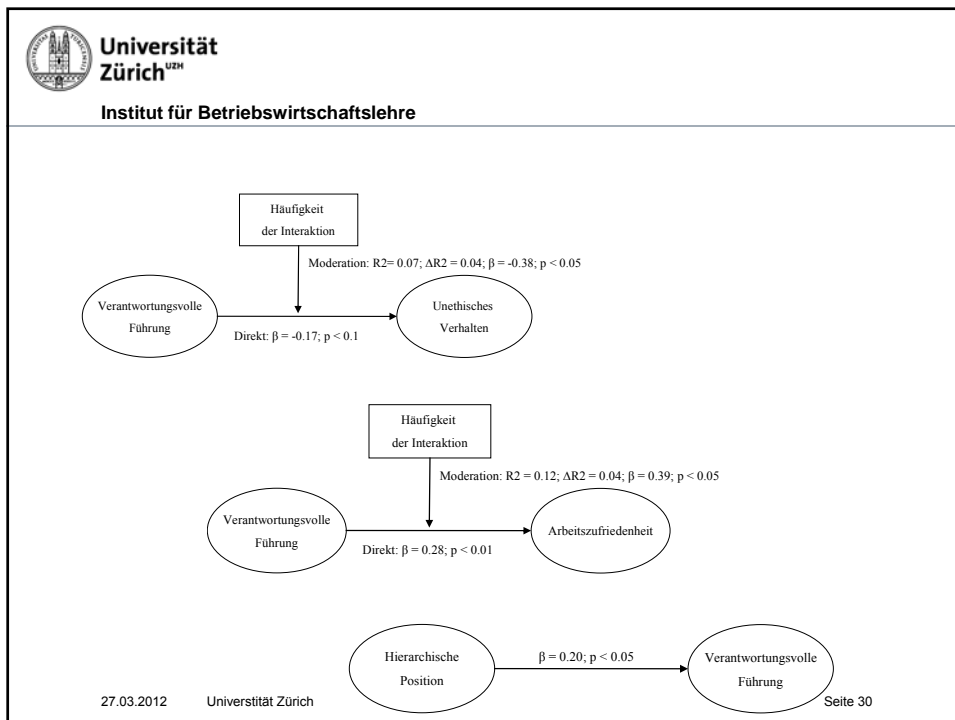 Universität
Zürich UZH
Institut für Betriebswirtschaftslehre
Häufigkeit
der Interaktion
Moderation: R2= 0.07; ΔR2 = 0.04; β = -0.38; p < 0.05
Verantwortungsvolle
Führung
Unethisches
Verhalten
Direkt: β = -0.17; p < 0.1
Häufigkeit
der Interaktion
Moderation: R2 = 0.12; ΔR2 = 0.04; β = 0.39; p < 0.05
Verantwortungsvolle
Führung
Arbeitszufriedenheit
Direkt: β = 0.28; p < 0.01
Hierarchische
Position
β = 0.20; p < 0.05
Verantwortungsvolle
Führung
27.03.2012 Universtität Zürich Seite 30